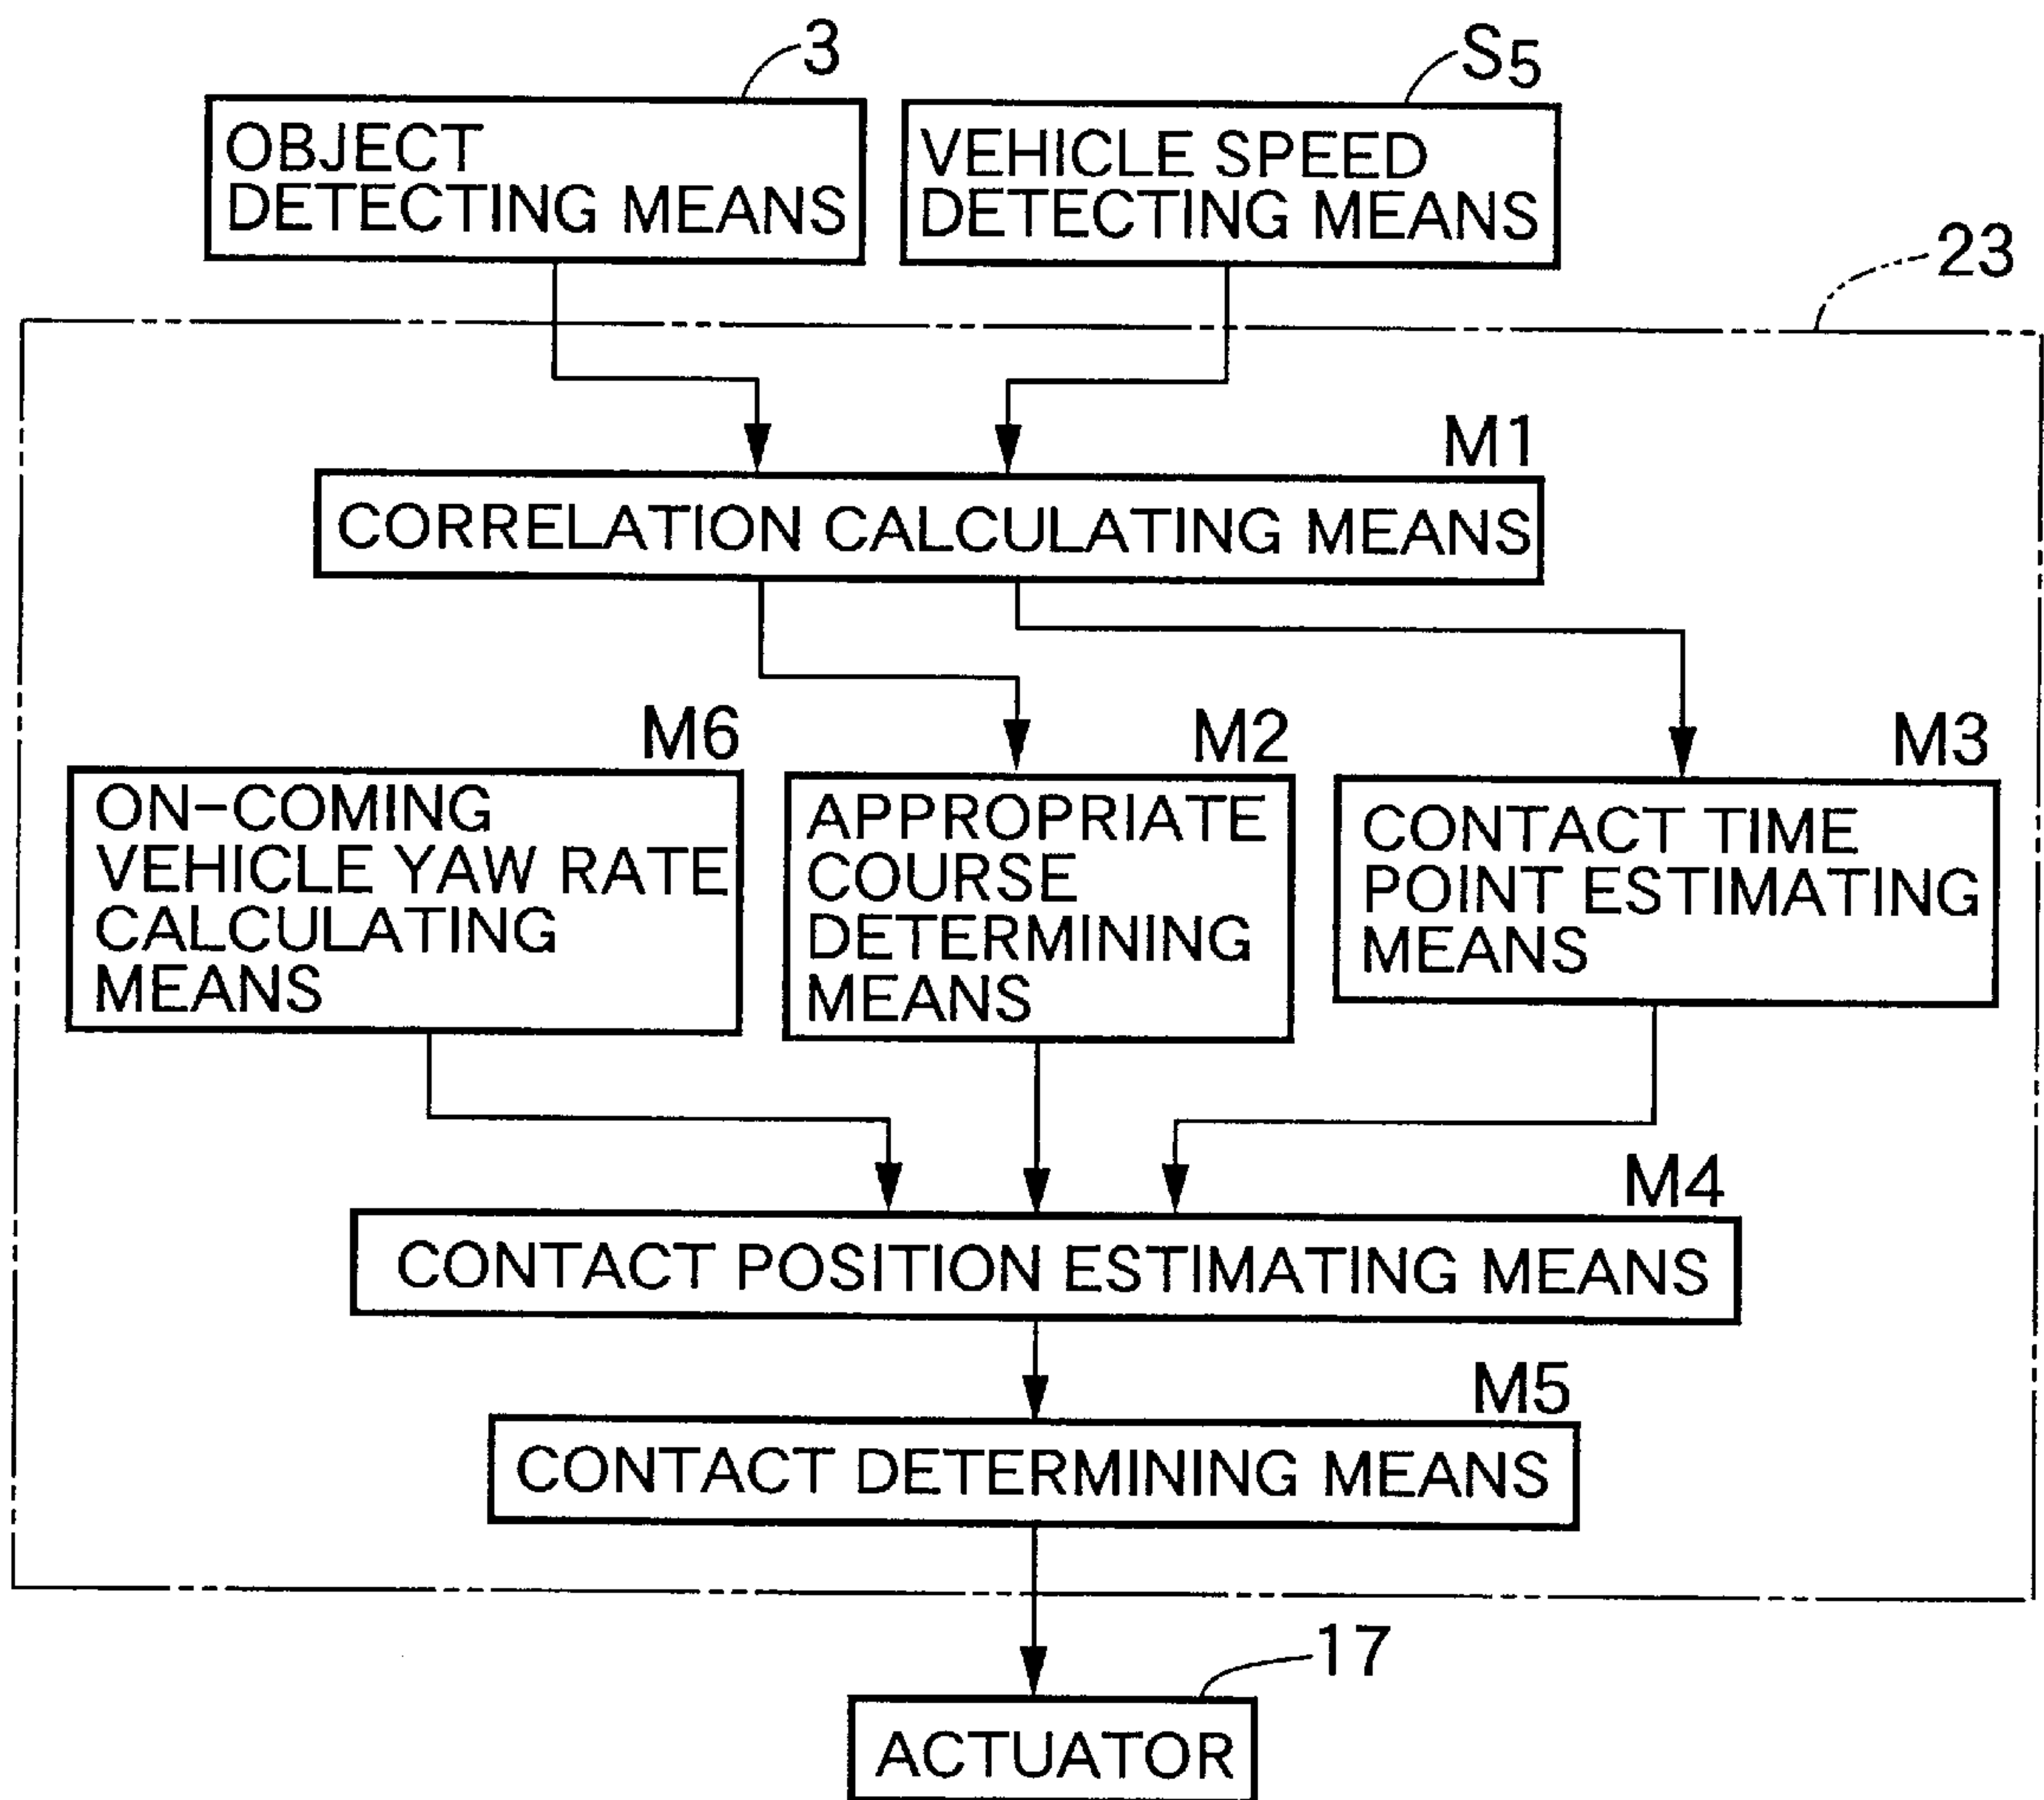 3
S5
OBJECT
DETECTING MEANS
VEHICLE SPEED
DETECTING MEANS
23
M1
CORRELATION CALCULATING MEANS
M6
ON-COMING
VEHICLE YAW RATE
CALCULATING
MEANS
M2
APPROPRIATE
COURSE
DETERMINING
MEANS
M3
CONTACT TIME
POINT ESTIMATING
MEANS
M4
CONTACT POSITION ESTIMATING MEANS
M5
CONTACT DETERMINING MEANS
17
ACTUATOR